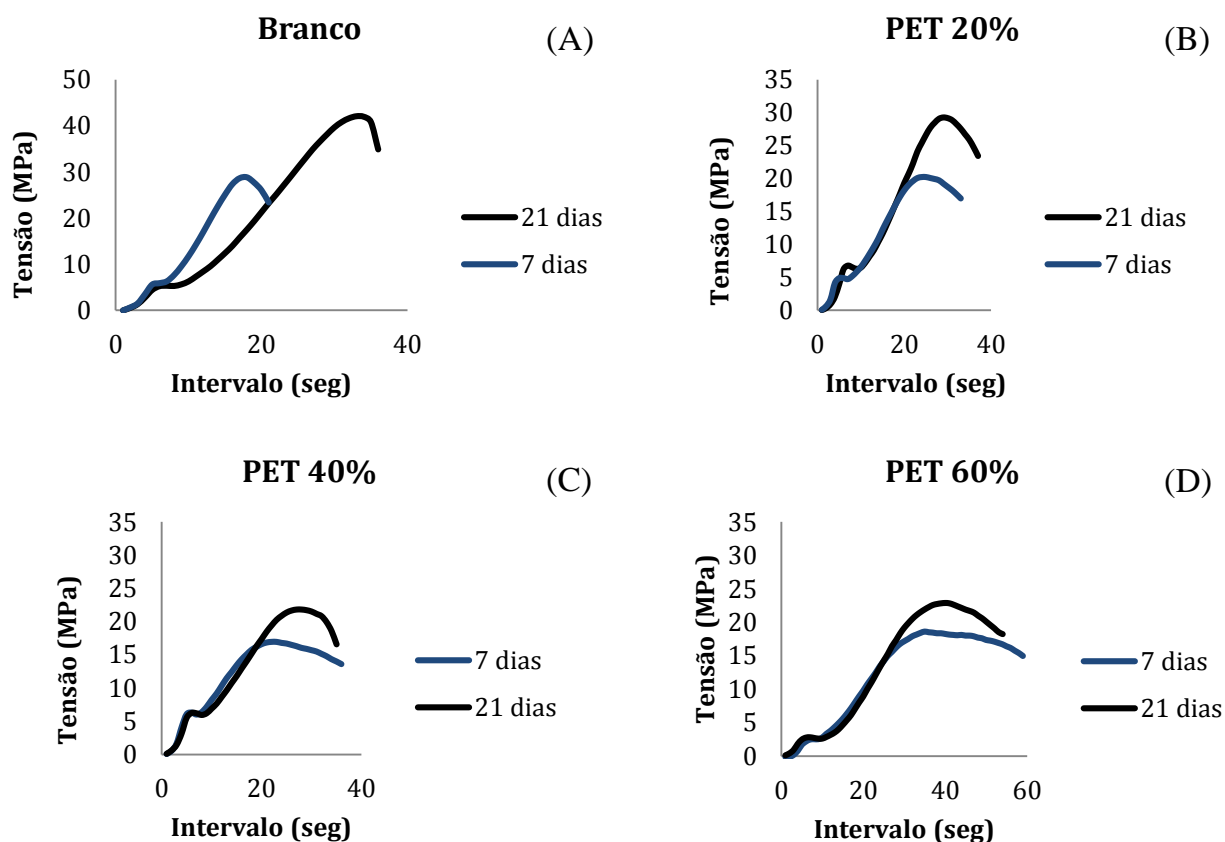 Branco
(A)
Tensão (MPa)
50
40
30
20
10
0
0 20 40
Intervalo (seg)
21 dias
7 dias
PET 20%
(B)
Tensão (MPa)
35
30
25
20
15
10
5
0
0 20 40
Intervalo (seg)
21 dias
7 dias
PET 40%
(C)
Tensão (MPa)
35
30
25
20
15
10
5
0
0 20 40
Intervalo (seg)
7 dias
21 dias
PET 60%
(D)
Tensão (MPa)
35
30
25
20
15
10
5
0
0 20 40 60
Intervalo (seg)
7 dias
21 dias